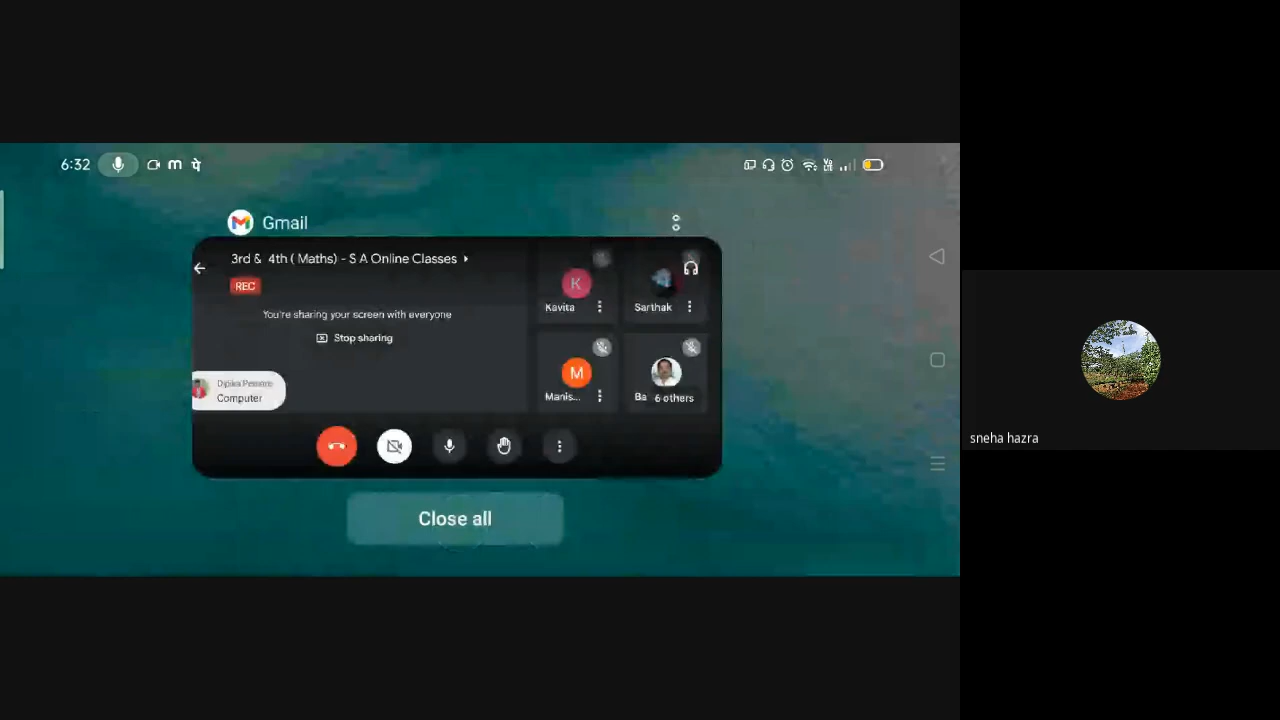 6:32
Gmail
3rd & 4th ( Maths) - S A Online Classes
REC
You're sharing your screen with everyone
Stop sharing
Kavita
Sarthak
Dipika
Computer
Manis...
Ba 6 others
Close all
sneha hazra